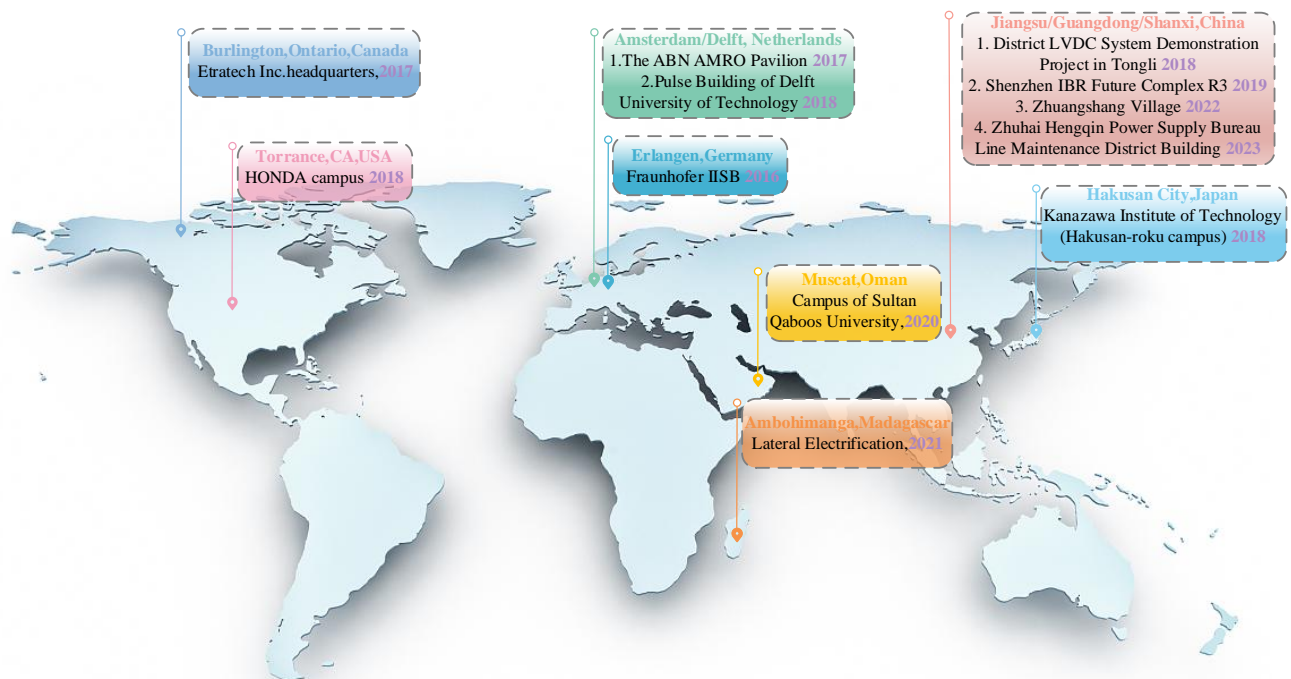 Burlington,Ontario,Canada
Etratech Inc.headquarters,2017
Torrance,CA,USA
HONDA campus 2018
Amsterdam/Delft, Netherlands
1.The ABN AMRO Pavilion 2017
2.Pulse Building of Delft
University of Technology 2018
Erlangen,Germany
Fraunhofer IISB 2016
Jiangsu/Guangdong/Shanxi,China
1. District LVDC System Demonstration
Project in Tongli 2018
2. Shenzhen IBR Future Complex R3 2019
3. Zhuangshang Village 2022
4. Zhuhai Hengqin Power Supply Bureau
Line Maintenance District Building 2023
Hakusan City,Japan
Kanazawa Institute of Technology
(Hakusan-roku campus) 2018
Muscat,Oman
Campus of Sultan
Qaboos University,2020
Ambohimanga,Madagascar
Lateral Electrification,2021